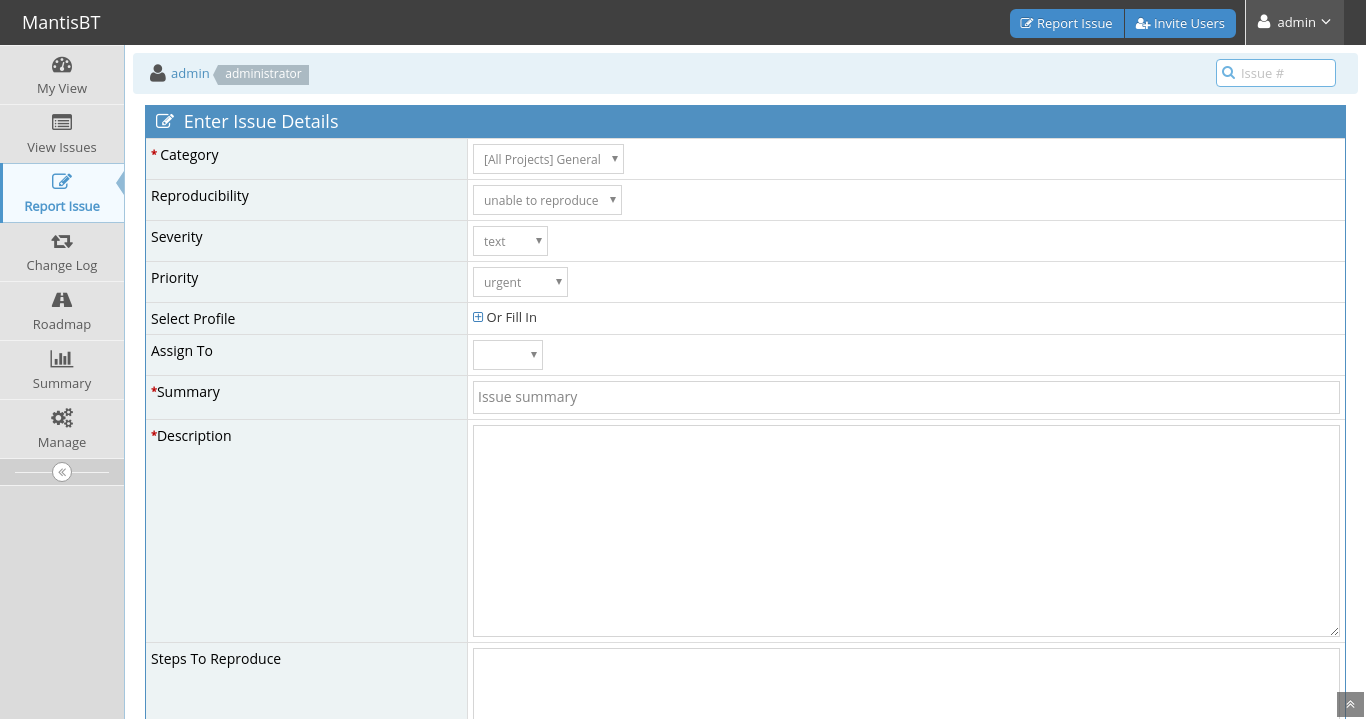 MantisBT
Report Issue
Invite Users
admin
My View
View Issues
Report Issue
Change Log
Roadmap
Summary
Manage
admin
administrator
Issue #
Enter Issue Details
* Category
[All Projects] General
Reproducibility
unable to reproduce
Severity
text
Priority
urgent
Select Profile
Or Fill In
Assign To
*Summary
Issue summary
*Description
Steps To Reproduce